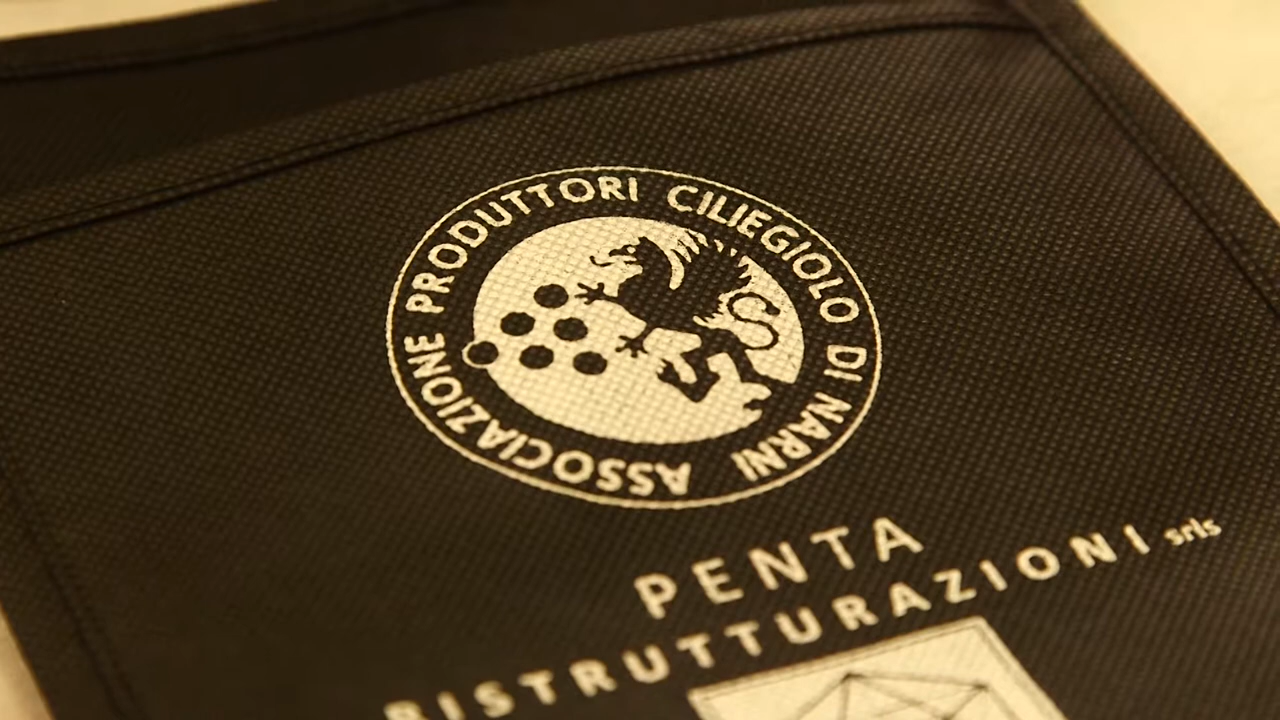 ASSOCIAZIONE PRODUTTORI CILIEGIOLO DI NARNI
PENTA
RISTRUTTURAZIONI srls